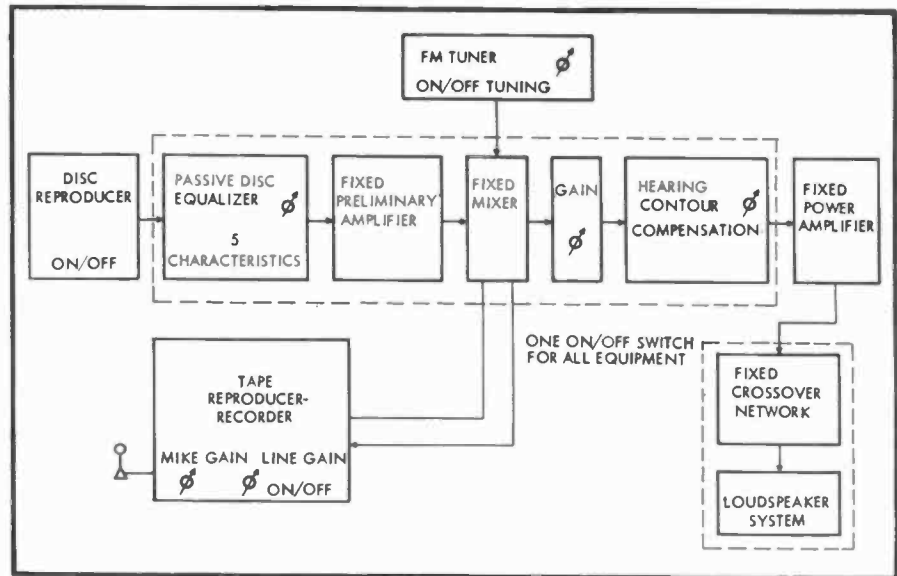 FM TUNER
ON/OFF TUNING
DISC
REPRODUCER
ON/OFF
PASSIVE DISC
EQUALIZER
5
CHARACTERISTICS
FIXED
PRELIMINARY
AMPLIFIER
FIXED
MIXER
GAIN
HEARING
CONTOUR
COMPENSATION
FIXED
POWER
AMPLIFIER
ONE ON/OFF SWITCH
FOR ALL EQUIPMENT
TAPE
REPRODUCER-
RECORDER
MIKE GAIN LINE GAIN
ON/OFF
FIXED
CROSSOVER
NETWORK
LOUDSPEAKER
SYSTEM